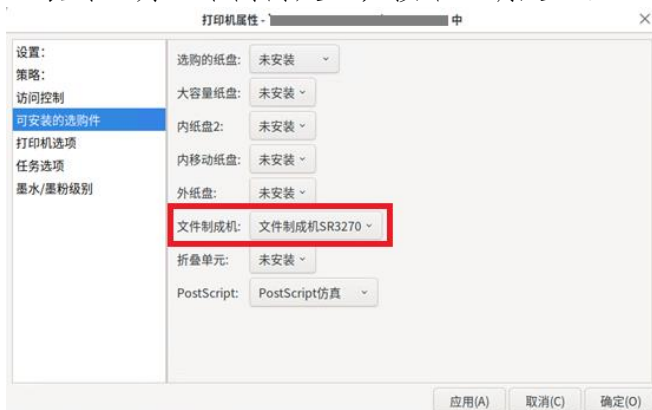 打印机属性 - 中
设置:
策略:
访问控制
可安装的选购件
打印机选项
任务选项
墨水/墨粉级别
选购的纸盘: 未安装
大容量纸盘: 未安装
内纸盘2: 未安装
内移动纸盘: 未安装
外纸盘: 未安装
文件制成机: 文件制成机SR3270
折叠单元: 未安装
PostScript: PostScript仿真
应用(A) 取消(C) 确定(O)